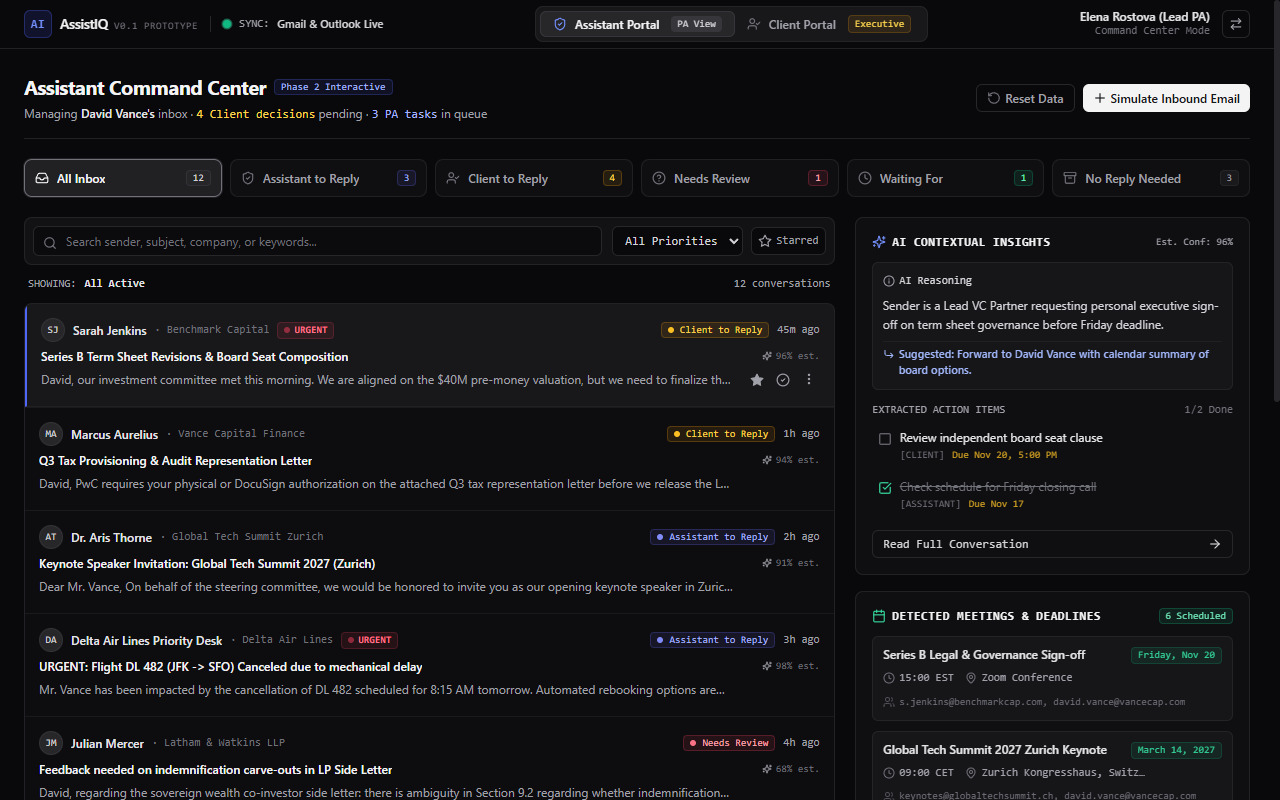 AI AssistIQ V0.1 PROTOTYPE SYNC: Gmail & Outlook Live
Assistant Portal PA View Client Portal Executive
Elena Rostova (Lead PA)
Command Center Mode
Assistant Command Center Phase 2 Interactive
Managing David Vance's inbox · 4 Client decisions pending · 3 PA tasks in queue
Reset Data
+ Simulate Inbound Email
All Inbox 12
Assistant to Reply 3
Client to Reply 4
Needs Review 1
Waiting For 1
No Reply Needed 3
Search sender, subject, company, or keywords...
All Priorities
Starred
SHOWING: All Active
12 conversations
SJ Sarah Jenkins · Benchmark Capital URGENT Client to Reply 45m ago
Series B Term Sheet Revisions & Board Seat Composition 96% est.
David, our investment committee met this morning. We are aligned on the $40M pre-money valuation, but we need to finalize th...
MA Marcus Aurelius · Vance Capital Finance Client to Reply 1h ago
Q3 Tax Provisioning & Audit Representation Letter 94% est.
David, PwC requires your physical or DocuSign authorization on the attached Q3 tax representation letter before we release the L...
AT Dr. Aris Thorne · Global Tech Summit Zurich Assistant to Reply 2h ago
Keynote Speaker Invitation: Global Tech Summit 2027 (Zurich) 91% est.
Dear Mr. Vance, On behalf of the steering committee, we would be honored to invite you as our opening keynote speaker in Zuric...
DA Delta Air Lines Priority Desk · Delta Air Lines URGENT Assistant to Reply 3h ago
URGENT: Flight DL 482 (JFK -> SFO) Canceled due to mechanical delay 98% est.
Mr. Vance has been impacted by the cancellation of DL 482 scheduled for 8:15 AM tomorrow. Automated rebooking options are...
JM Julian Mercer · Latham & Watkins LLP Needs Review 4h ago
Feedback needed on indemnification carve-outs in LP Side Letter 68% est.
David, regarding the sovereign wealth co-investor side letter: there is ambiguity in Section 9.2 regarding whether indemnification...
AI CONTEXTUAL INSIGHTS Est. Conf: 96%
AI Reasoning
Sender is a Lead VC Partner requesting personal executive sign-
off on term sheet governance before Friday deadline.
↳ Suggested: Forward to David Vance with calendar summary of
board options.
EXTRACTED ACTION ITEMS 1/2 Done
Review independent board seat clause
[CLIENT] Due Nov 20, 5:00 PM
Check schedule for Friday closing call
[ASSISTANT] Due Nov 17
Read Full Conversation →
DETECTED MEETINGS & DEADLINES 6 Scheduled
Series B Legal & Governance Sign-off Friday, Nov 20
15:00 EST Zoom Conference
s.jenkins@benchmarkcap.com, david.vance@vancecap.com
Global Tech Summit 2027 Zurich Keynote March 14, 2027
09:00 CET Zurich Kongresshaus, Switz…
keynotes@globaltechsummit.ch, david.vance@vancecap.com